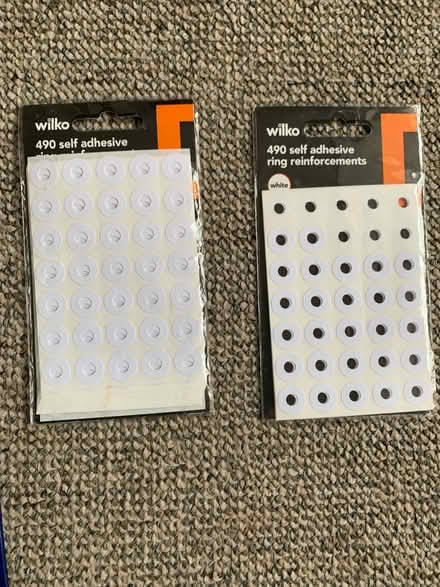 wilko
490 self adhesive
wilko
490 self adhesive
ring reinforcements
white